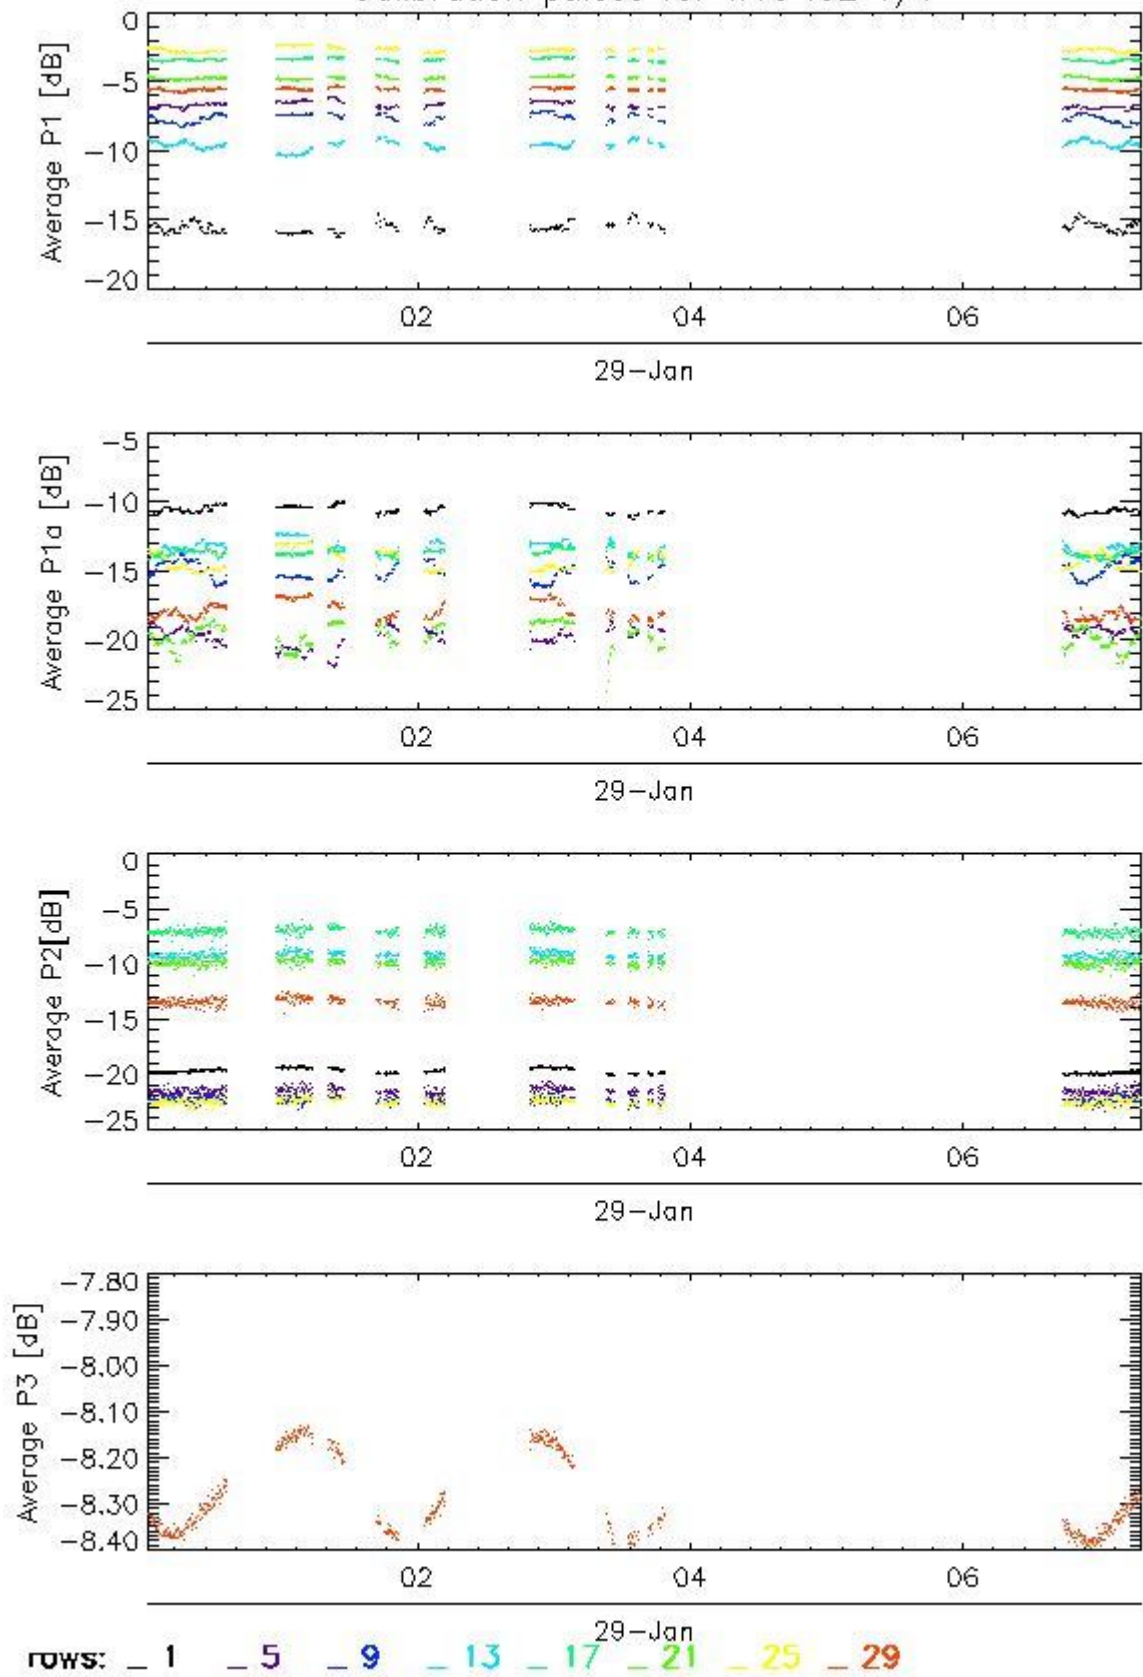 0
−5
−10
−15
−20
Average P1 [dB]
02 04 06
29−Jan
−5
−10
−15
−20
−25
Average P1a [dB]
02 04 06
29−Jan
0
−5
−10
−15
−20
−25
Average P2[dB]
02 04 06
29−Jan
−7.80
−7.90
−8.00
−8.10
−8.20
−8.30
−8.40
Average P3 [dB]
02 04 06
29−Jan
rows: _ 1 _ 5 _ 9 _ 13 _ 17 _ 21 _ 25 _ 29